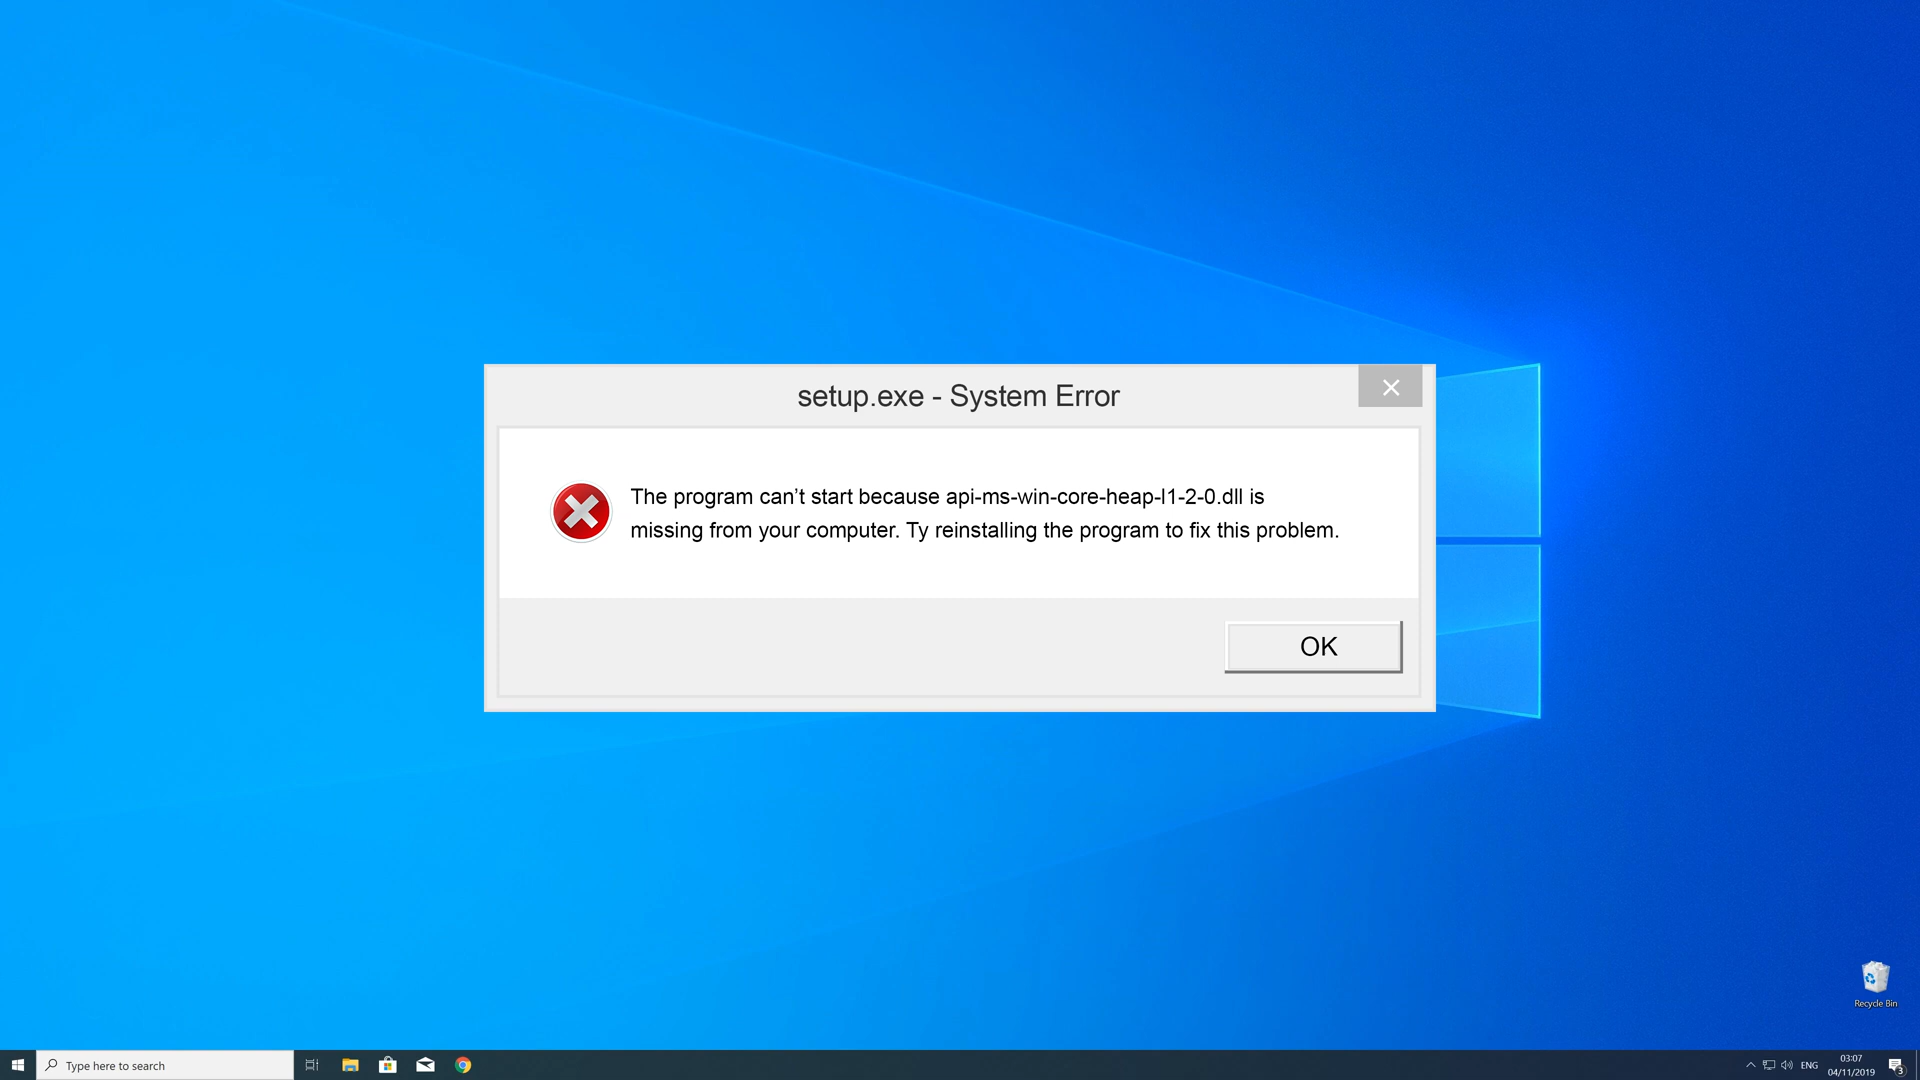 setup.exe - System Error
The program can’t start because api-ms-win-core-heap-l1-2-0.dll is
missing from your computer. Ty reinstalling the program to fix this problem.
OK
Recycle Bin
Type here to search
ENG
03:07
04/11/2019
3